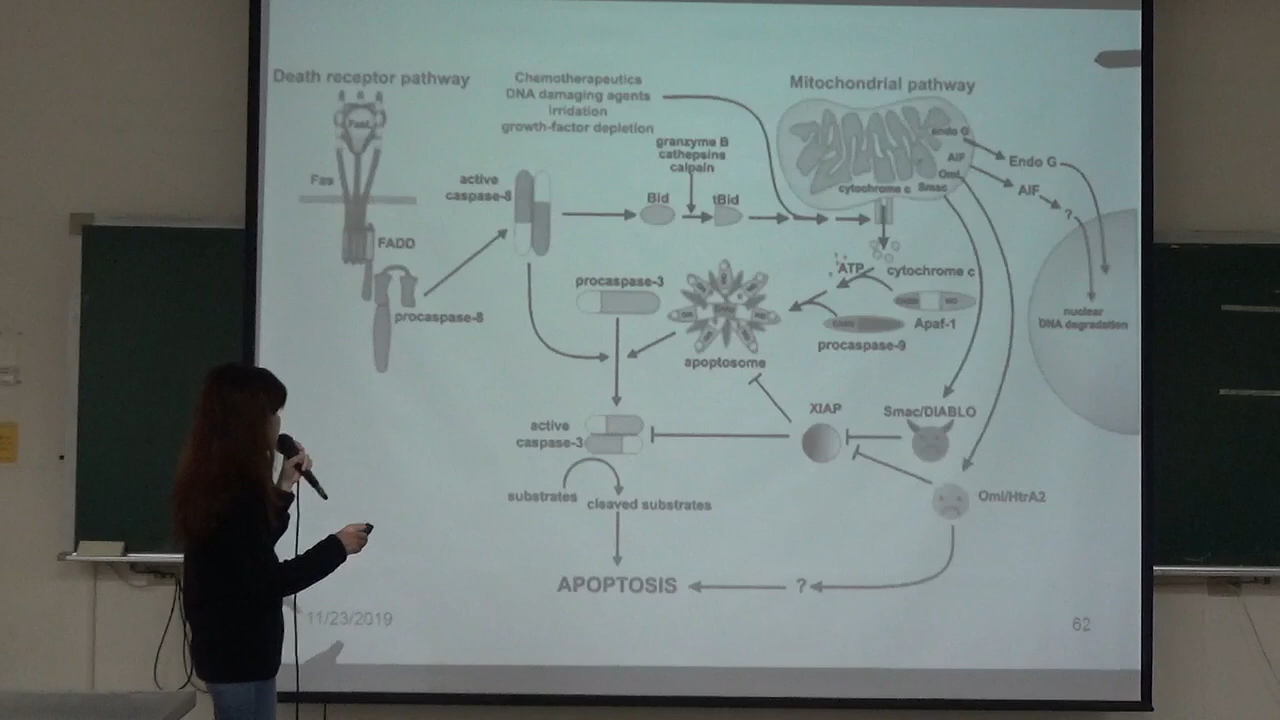 Death receptor pathway
Chemotherapeutics
DNA damaging agents
irridation
growth-factor depletion
Mitochondrial pathway
FasL
Fas
FADD
procaspase-8
active
caspase-8
granzyme B
cathepsins
calpain
Bid
tBid
endo G
AIF
Omi
cytochrome c
Smac
Endo G
AIF
?
nuclear
DNA degradation
ATP
cytochrome c
procaspase-3
Apaf-1
procaspase-9
apoptosome
XIAP
Smac/DIABLO
active
caspase-3
substrates
cleaved substrates
Omi/HtrA2
APOPTOSIS
?
11/23/2019
62